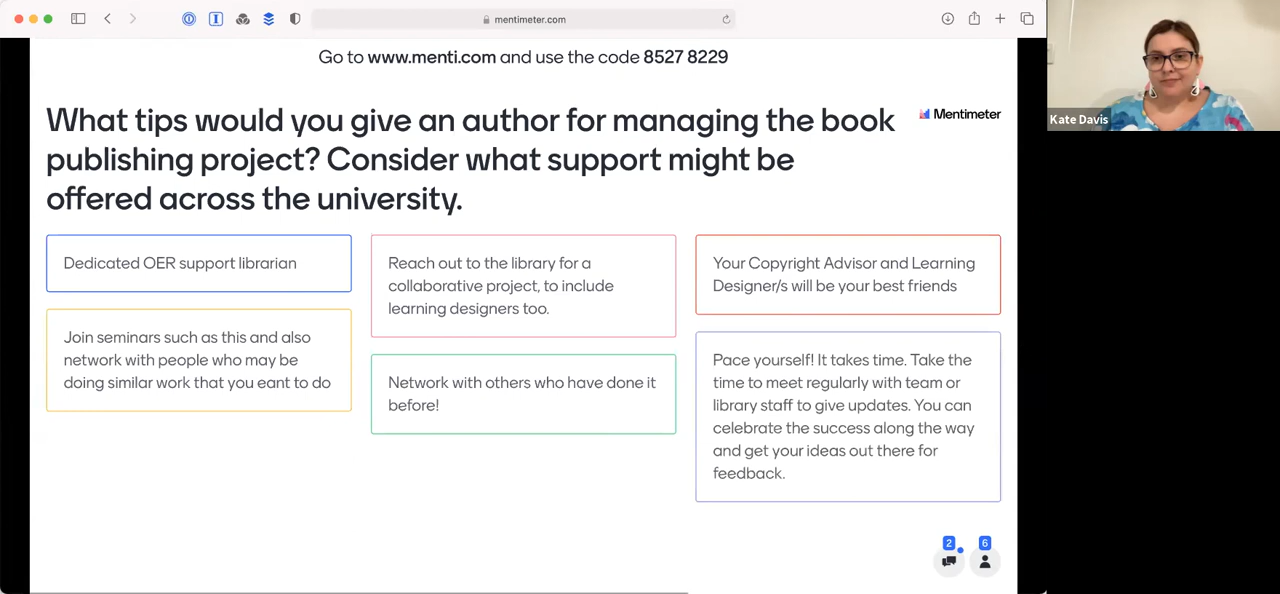 mentimeter.com
Go to www.menti.com and use the code 8527 8229
What tips would you give an author for managing the book
publishing project? Consider what support might be
offered across the university.
Mentimeter
Kate Davis
Dedicated OER support librarian
Join seminars such as this and also
network with people who may be
doing similar work that you eant to do
Reach out to the library for a
collaborative project, to include
learning designers too.
Network with others who have done it
before!
Your Copyright Advisor and Learning
Designer/s will be your best friends
Pace yourself! It takes time. Take the
time to meet regularly with team or
library staff to give updates. You can
celebrate the success along the way
and get your ideas out there for
feedback.
2
6